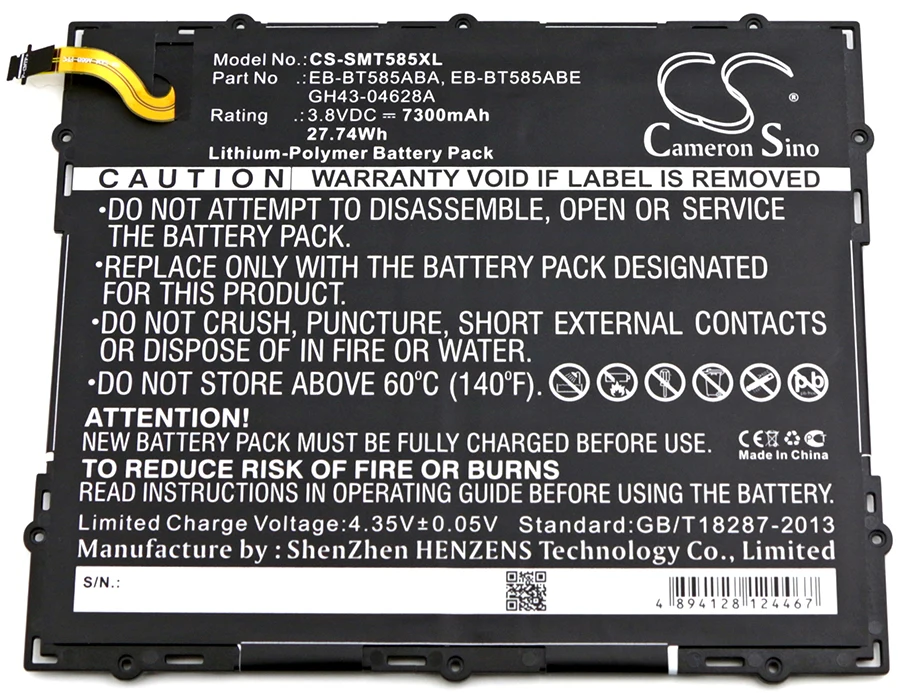 Model No.:CS-SMT585XL
Part No .:EB-BT585ABA, EB-BT585ABE
GH43-04628A
Rating .:3.8VDC ⎓ 7300mAh
27.74Wh
Lithium-Polymer Battery Pack
CS
®
Cameron Sino
CAUTION WARRANTY VOID IF LABEL IS REMOVED
•DO NOT ATTEMPT TO DISASSEMBLE, OPEN OR SERVICE
THE BATTERY PACK.
•REPLACE ONLY WITH THE BATTERY PACK DESIGNATED
FOR THIS PRODUCT.
•DO NOT CRUSH, PUNCTURE, SHORT EXTERNAL CONTACTS
OR DISPOSE OF IN FIRE OR WATER.
•DO NOT STORE ABOVE 60ºC (140ºF).
Pb
ATTENTION!
NEW BATTERY PACK MUST BE FULLY CHARGED BEFORE USE.
CE
Made In China
TO REDUCE RISK OF FIRE OR BURNS
READ INSTRUCTIONS IN OPERATING GUIDE BEFORE USING THE BATTERY.
Limited Charge Voltage:4.35V±0.05V Standard:GB/T18287-2013
Manufacture by : ShenZhen HENZENS Technology Co., Limited
S/N.:
4 894128 124467